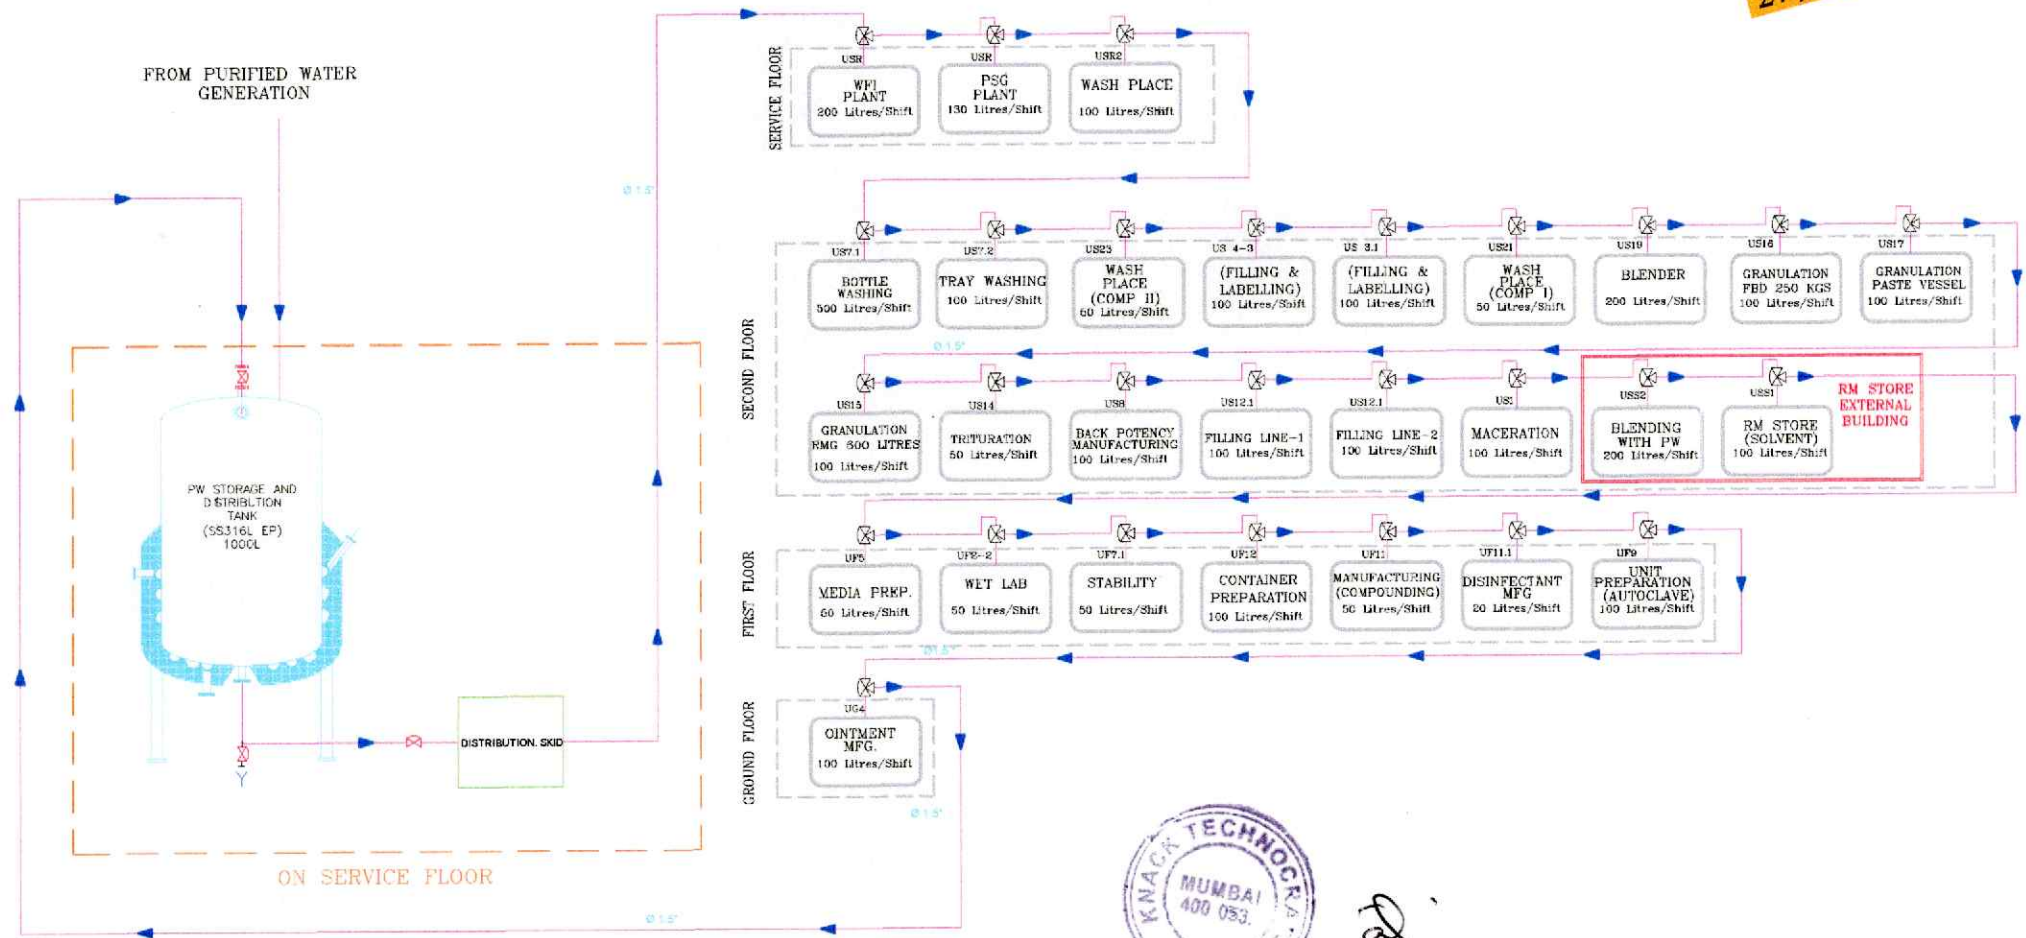 FROM PURIFIED WATER
GENERATION
SERVICE FLOOR
USR
WFI
PLANT
200 Litres/Shift
USR
PSG
PLANT
130 Litres/Shift
USR2
WASH PLACE
100 Litres/Shift
Ø 1.5"
SECOND FLOOR
US7.1
BOTTLE
WASHING
500 Litres/Shift
US7.2
TRAY WASHING
100 Litres/Shift
US23
WASH
PLACE
(COMP II)
60 Litres/Shift
US 4-3
(FILLING &
LABELLING)
100 Litres/Shift
US 3.1
(FILLING &
LABELLING)
100 Litres/Shift
US21
WASH
PLACE
(COMP I)
50 Litres/Shift
US19
BLENDER
200 Litres/Shift
US16
GRANULATION
FBD 250 KGS
100 Litres/Shift
US17
GRANULATION
PASTE VESSEL
100 Litres/Shift
Ø 1.5"
US15
GRANULATION
RMG 600 LITRES
100 Litres/Shift
US14
TRITURATION
50 Litres/Shift
US8
BACK POTENCY
MANUFACTURING
100 Litres/Shift
US12.1
FILLING LINE-1
100 Litres/Shift
US12.1
FILLING LINE-2
100 Litres/Shift
MACERATION
100 Litres/Shift
USS2
BLENDING
WITH PW
200 Litres/Shift
USS1
RM STORE
(SOLVENT)
100 Litres/Shift
RM STORE
EXTERNAL
BUILDING
FIRST FLOOR
UF5
MEDIA PREP.
60 Litres/Shift
WET LAB
50 Litres/Shift
UF7.1
STABILITY
50 Litres/Shift
UF12
CONTAINER
PREPARATION
100 Litres/Shift
UF11
MANUFACTURING
(COMPOUNDING)
50 Litres/Shift
UF11.1
DISINFECTANT
MFG
20 Litres/Shift
UF9
UNIT
PREPARATION
(AUTOCLAVE)
100 Litres/Shift
Ø1.5"
GROUND FLOOR
UG4
OINTMENT
MFG.
100 Litres/Shift
Ø 1.5"
PW STORAGE AND
DISTRIBUTION
TANK
(SS316L EP)
1000L
DISTRIBUTION. SKID
ON SERVICE FLOOR
Ø 1.5"
KNACK TECHNOCRA
MUMBAI
400 053.